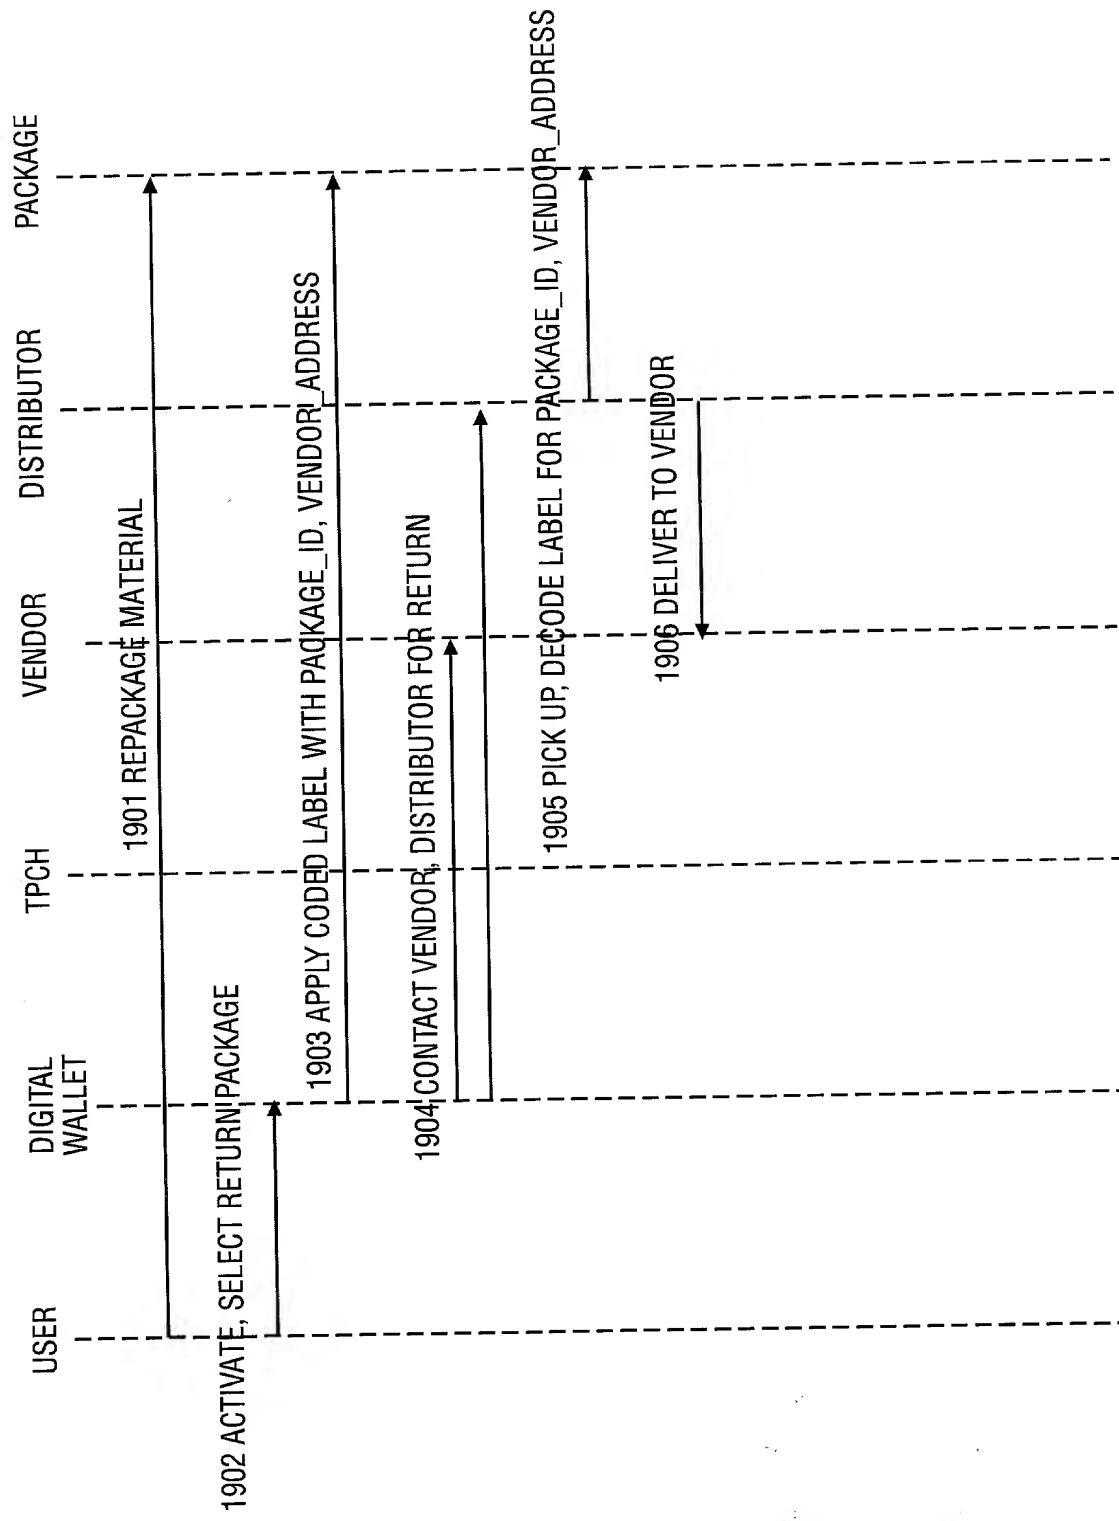 USER
DIGITAL
WALLET
TPCH
VENDOR
DISTRIBUTOR
PACKAGE
1901 REPACKAGE MATERIAL
1902 ACTIVATE, SELECT RETURN PACKAGE
1903 APPLY CODED LABEL WITH PACKAGE_ID, VENDOR_ADDRESS
1904 CONTACT VENDOR, DISTRIBUTOR FOR RETURN
1905 PICK UP, DECODE LABEL FOR PACKAGE_ID, VENDOR_ADDRESS
1906 DELIVER TO VENDOR